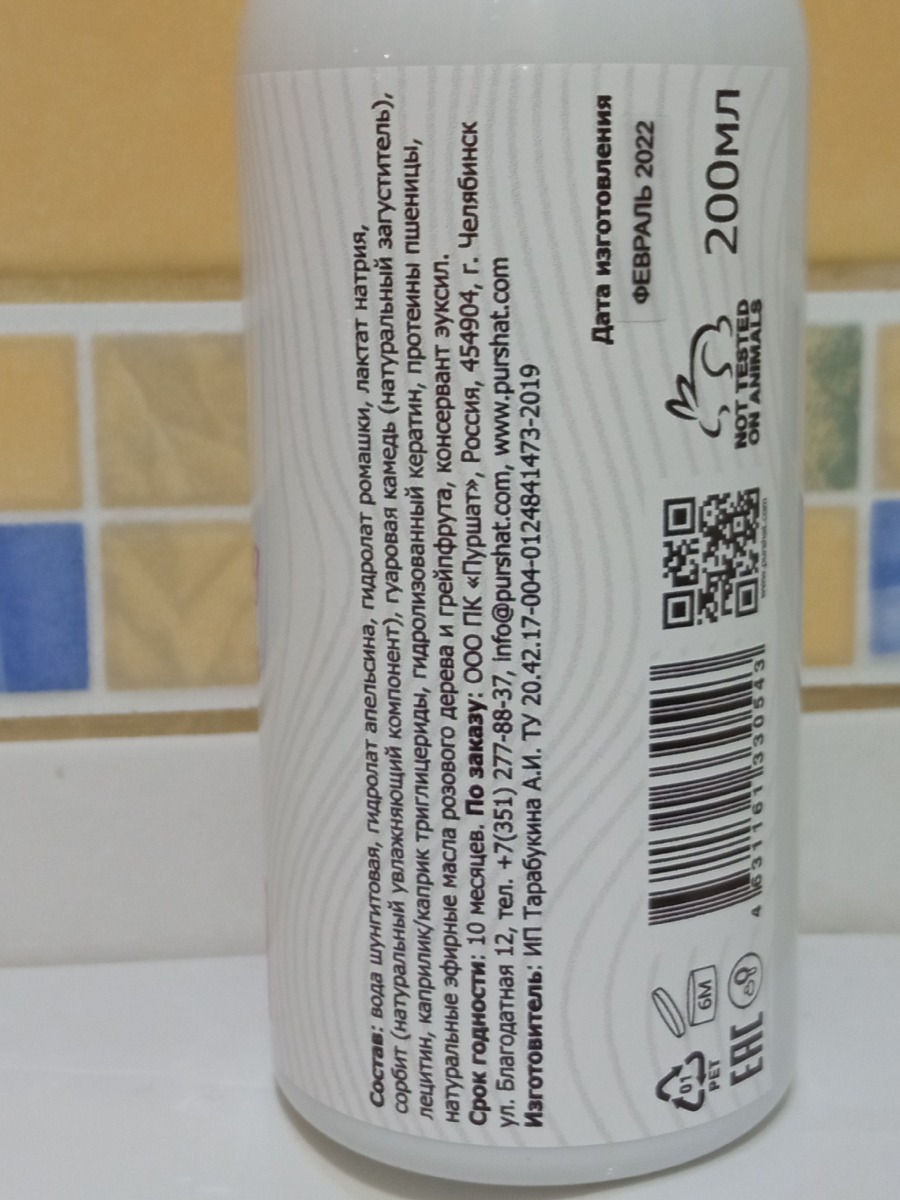 Состав: вода шунгитовая, гидролат апельсина, гидролат ромашки, лактат натрия,
сорбит (натуральный увлажняющий компонент), гуаровая камедь (натуральный загуститель),
лецитин, каприлик/каприк триглицериды, гидролизованный кератин, протеины пшеницы,
натуральные эфирные масла розового дерева и грейпфрута, консервант эуксил.
Срок годности: 10 месяцев. По заказу: ООО ПК «Пуршат», Россия, 454904, г. Челябинск
ул. Благодатная 12, тел. +7(351) 277-88-37, info@purshat.com, www.purshat.com
Изготовитель: ИП Тарабукина А.И. ТУ 20.42.17-004-0124841473-2019
Дата изготовления
ФЕВРАЛЬ 2022
01
PET
6M
EAC
4 631161 330543
www.purshat.com
NOT TESTED
ON ANIMALS
200МЛ